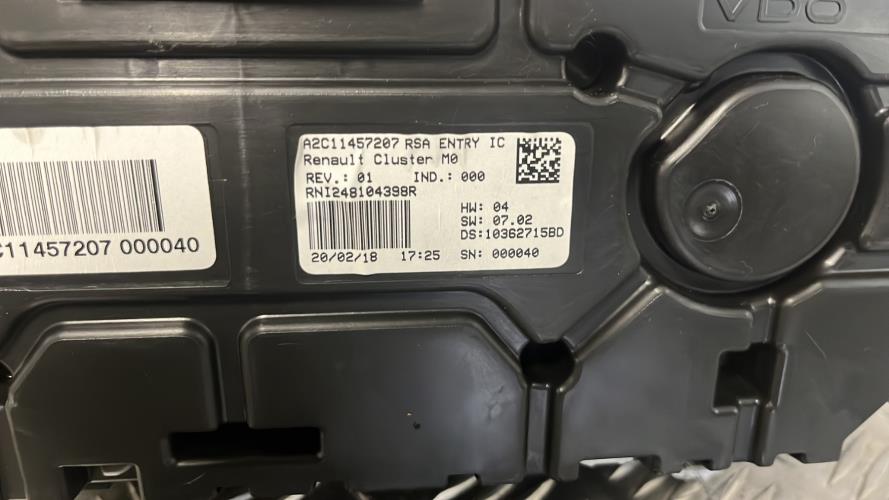 VDO
A2C11457207 RSA ENTRY IC
Renault Cluster M0
REV.: 01 IND.: 000
RNI248104398R
HW: 04
SW: 07.02
DS:10362715BD
20/02/18 17:25 SN: 000040
C11457207 000040